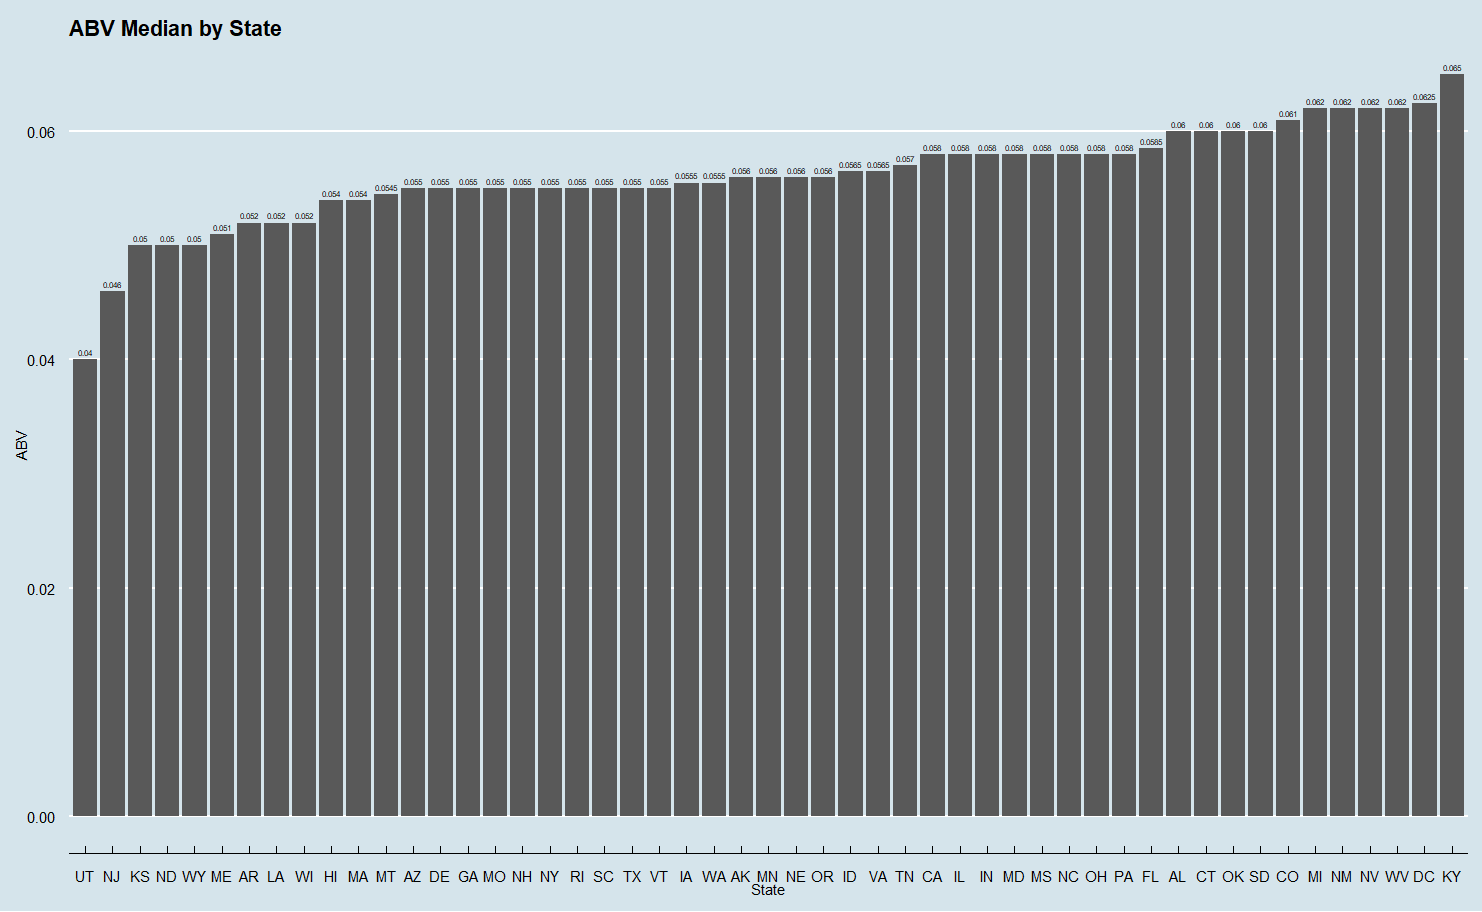 ABV Median by State
0.065
0.062 0.062 0.062 0.062 0.0625
0.06 0.06 0.06 0.06 0.061
0.06
0.058 0.058 0.058 0.058 0.058 0.058 0.058 0.058 0.0585
0.0555 0.0555 0.056 0.056 0.056 0.056 0.0565 0.0565 0.057
0.054 0.054 0.0545 0.055 0.055 0.055 0.055 0.055 0.055 0.055 0.055 0.055 0.055
0.05 0.05 0.05 0.051 0.052 0.052 0.052
0.046
0.04
0.04
ABV
0.02
0.00
UT NJ KS ND WY ME AR LA WI HI MA MT AZ DE GA MO NH NY RI SC TX VT IA WA AK MN NE OR ID VA TN CA IL IN MD MS NC OH PA FL AL CT OK SD CO MI NM NV WV DC KY
State